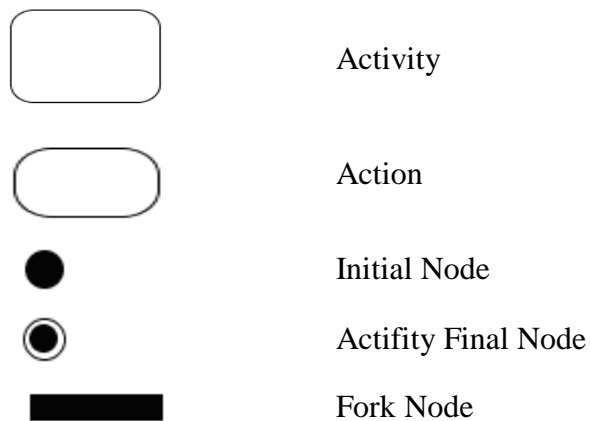 Activity
Action
Initial Node
Actifity Final Node
Fork Node